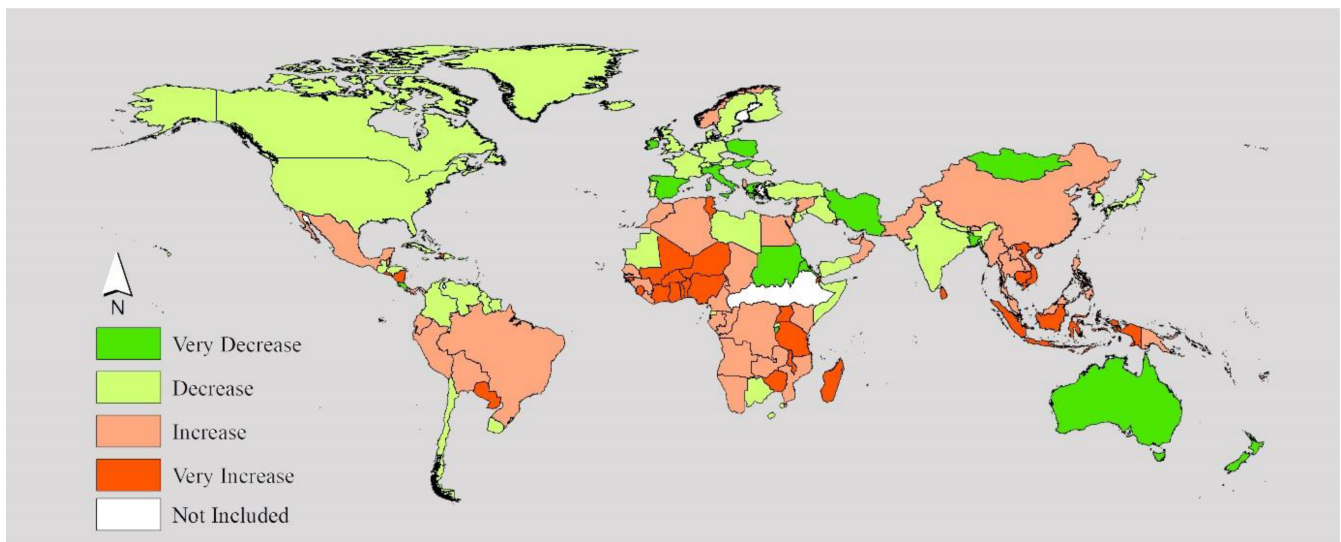 N
Very Decrease
Decrease
Increase
Very Increase
Not Included